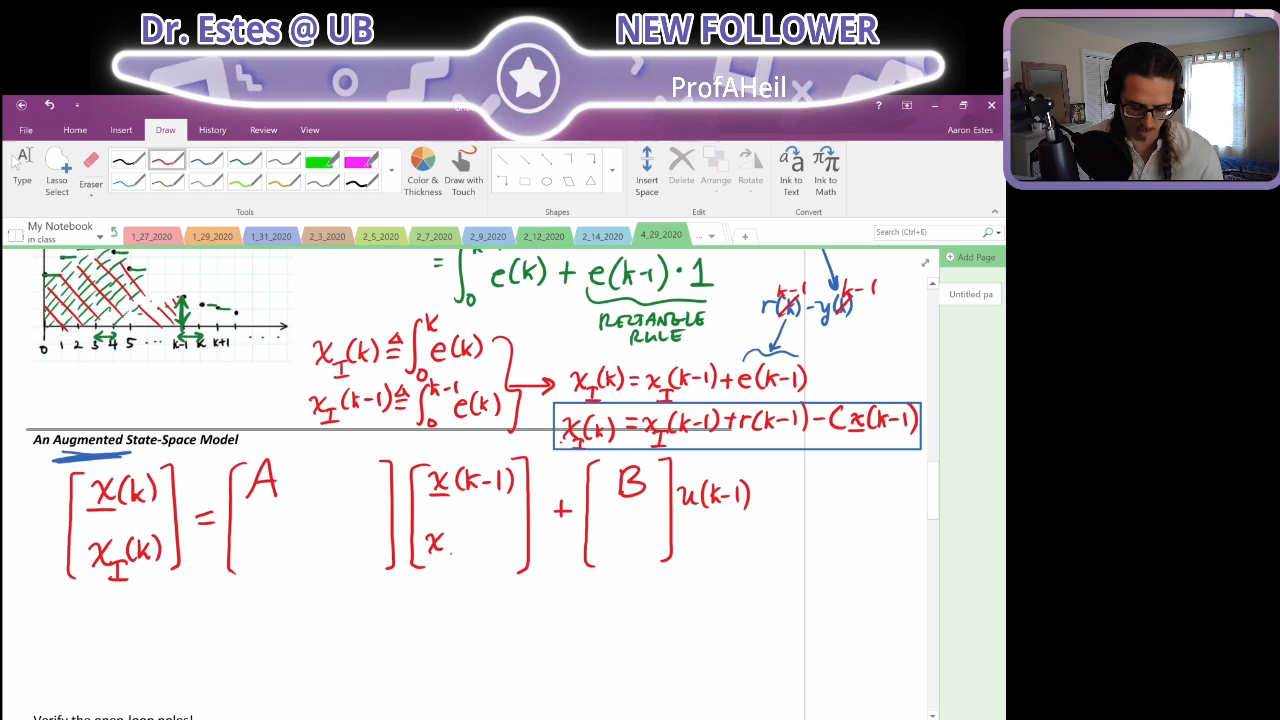 Dr. Estes @ UB
NEW FOLLOWER
ProfAHeil
File Home Insert Draw History Review View
Aaron Estes
Type
Lasso Select
Eraser
Color & Thickness
Draw with Touch
Insert Space
Delete
Arrange
Rotate
Ink to Text
Ink to Math
Tools
Shapes
Edit
Convert
My Notebook
in class
1_27_2020 1_29_2020 1_31_2020 2_3_2020 2_5_2020 2_7_2020 2_9_2020 2_12_2020 2_14_2020 4_29_2020 ...
Search (Ctrl+E)
Add Page
Untitled pa
= ∫₀ᵏ e(k) + e(k-1)·1
RECTANGLE
RULE
k-1 k-1
r(k) - y(k)
0 1 2 3 4 5 ... k-1 k k+1 ....
x_I(k) ≜ ∫₀ᵏ e(k)
x_I(k-1) ≜ ∫₀ᵏ⁻¹ e(k)
x_I(k) = x_I(k-1) + e(k-1)
x_I(k) = x_I(k-1) + r(k-1) - C x(k-1)
An Augmented State-Space Model
[x(k) x_I(k)] = [A ] [x(k-1) x] + [B ] u(k-1)